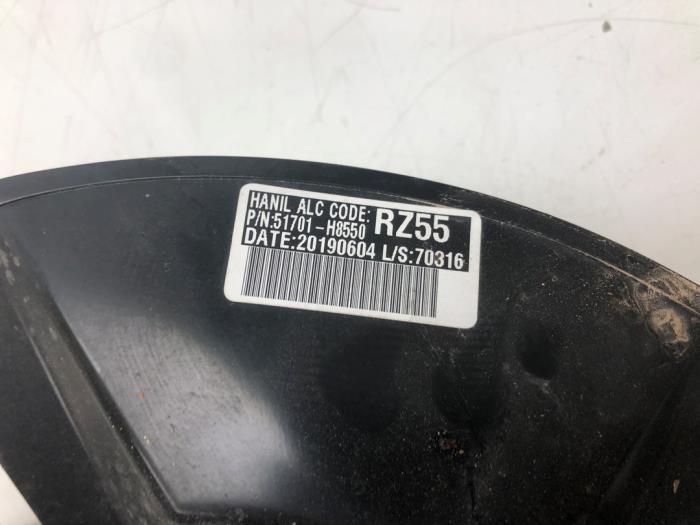 HANIL ALC CODE: RZ55
P/N:51701-H8550
DATE:20190604 L/S:70316